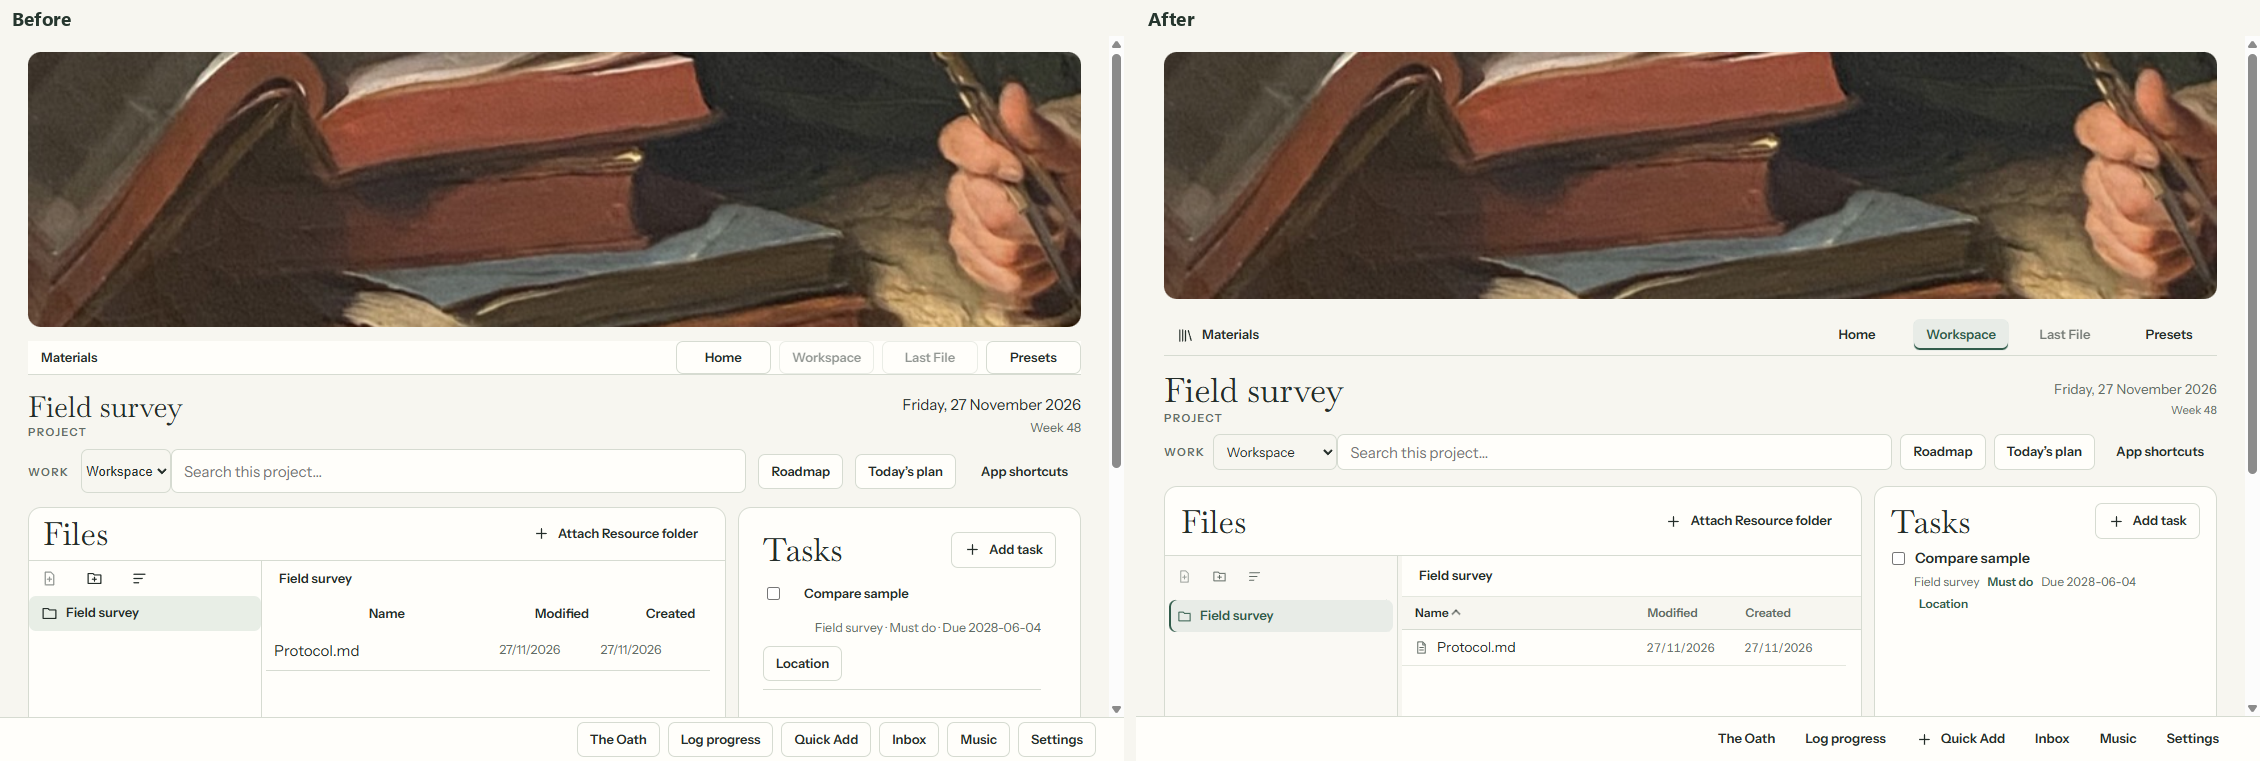 Before
Materials
Home
Workspace
Last File
Presets
Field survey
PROJECT
Friday, 27 November 2026
Week 48
WORK
Workspace
Search this project...
Roadmap
Today's plan
App shortcuts
Files
+ Attach Resource folder
Field survey
Field survey
Name Modified Created
Protocol.md 27/11/2026 27/11/2026
Tasks
+ Add task
Compare sample
Field survey · Must do · Due 2028-06-04
Location
The Oath
Log progress
Quick Add
Inbox
Music
Settings
After
Materials
Home
Workspace
Last File
Presets
Field survey
PROJECT
Friday, 27 November 2026
Week 48
WORK
Workspace
Search this project...
Roadmap
Today's plan
App shortcuts
Files
+ Attach Resource folder
Field survey
Field survey
Name Modified Created
Protocol.md 27/11/2026 27/11/2026
Tasks
+ Add task
Compare sample
Field survey Must do Due 2028-06-04
Location
The Oath
Log progress
+ Quick Add
Inbox
Music
Settings